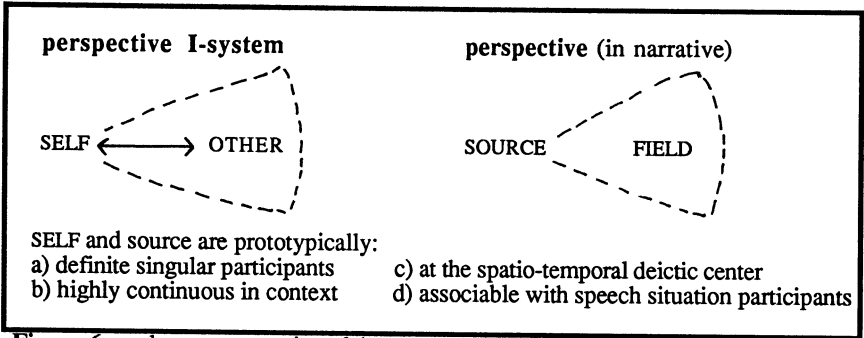 perspective I-system
perspective (in narrative)
SELF OTHER
SOURCE FIELD
SELF and source are prototypically:
a) definite singular participants
b) highly continuous in context
c) at the spatio-temporal deictic center
d) associable with speech situation participants